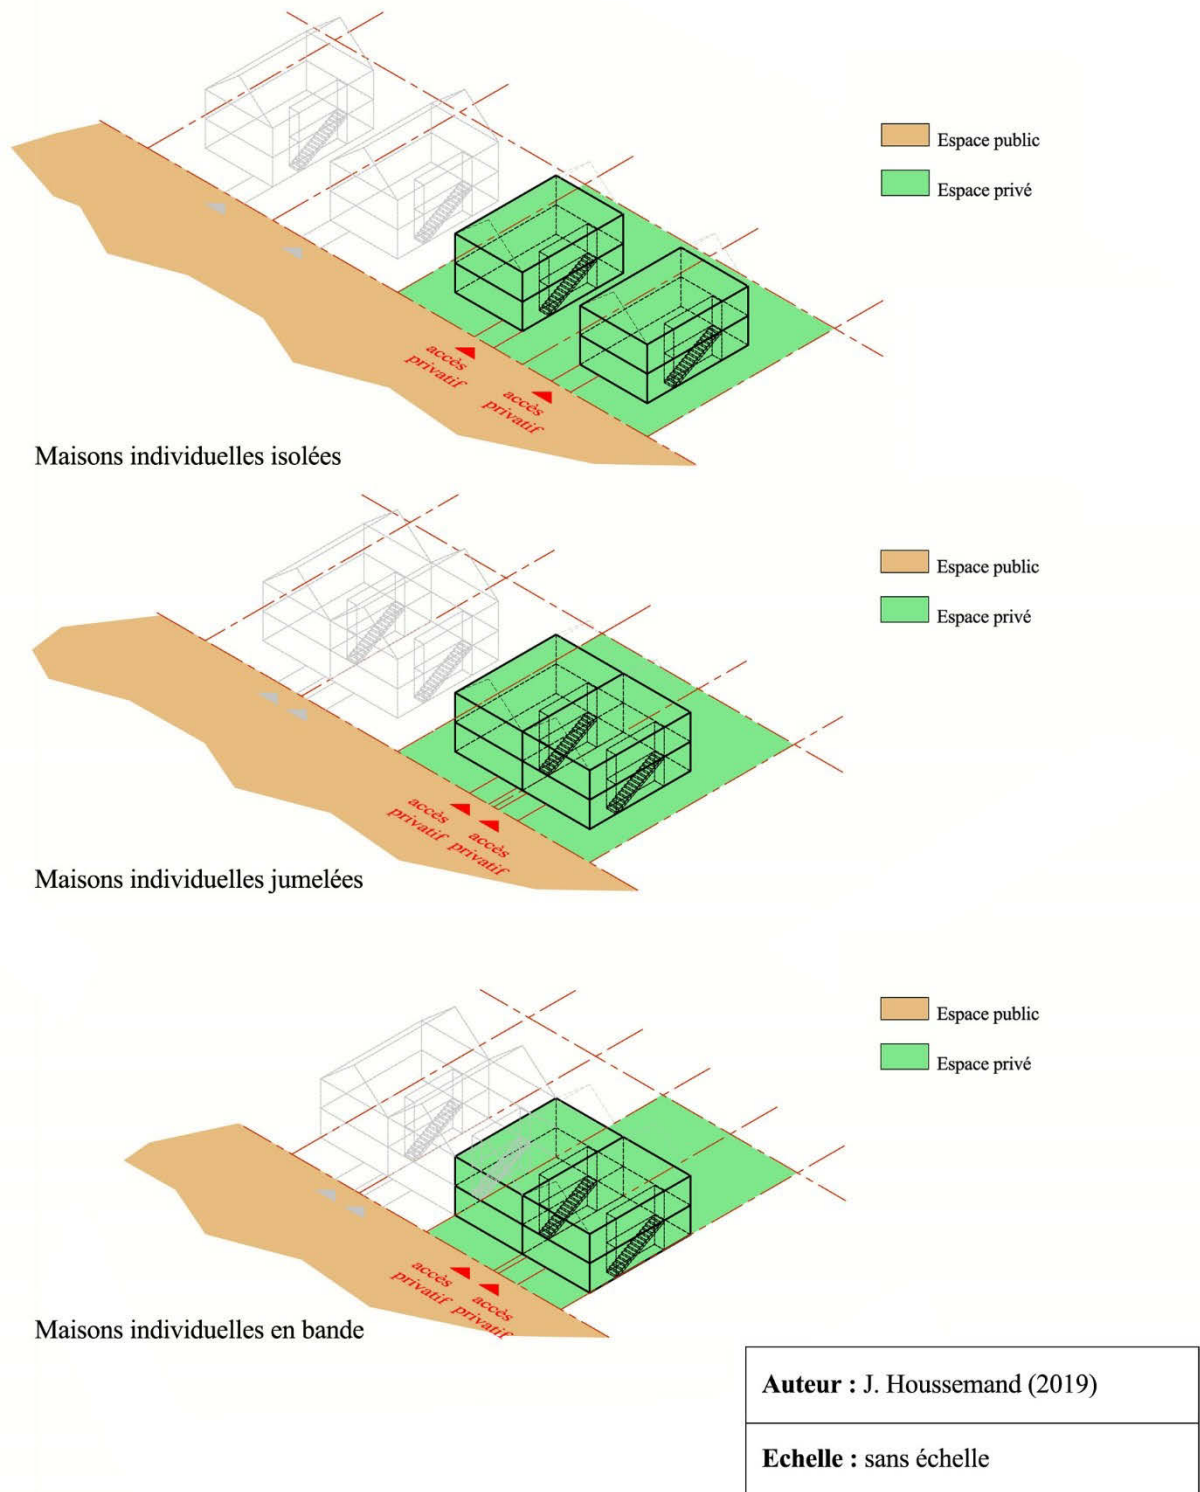 Espace public
Espace privé
accès
privatif
accès
privatif
Maisons individuelles isolées
Espace public
Espace privé
accès
privatif
accès
privatif
Maisons individuelles jumelées
Espace public
Espace privé
accès
privatif
accès
privatif
Maisons individuelles en bande
Auteur : J. Houssemand (2019)
Echelle : sans échelle